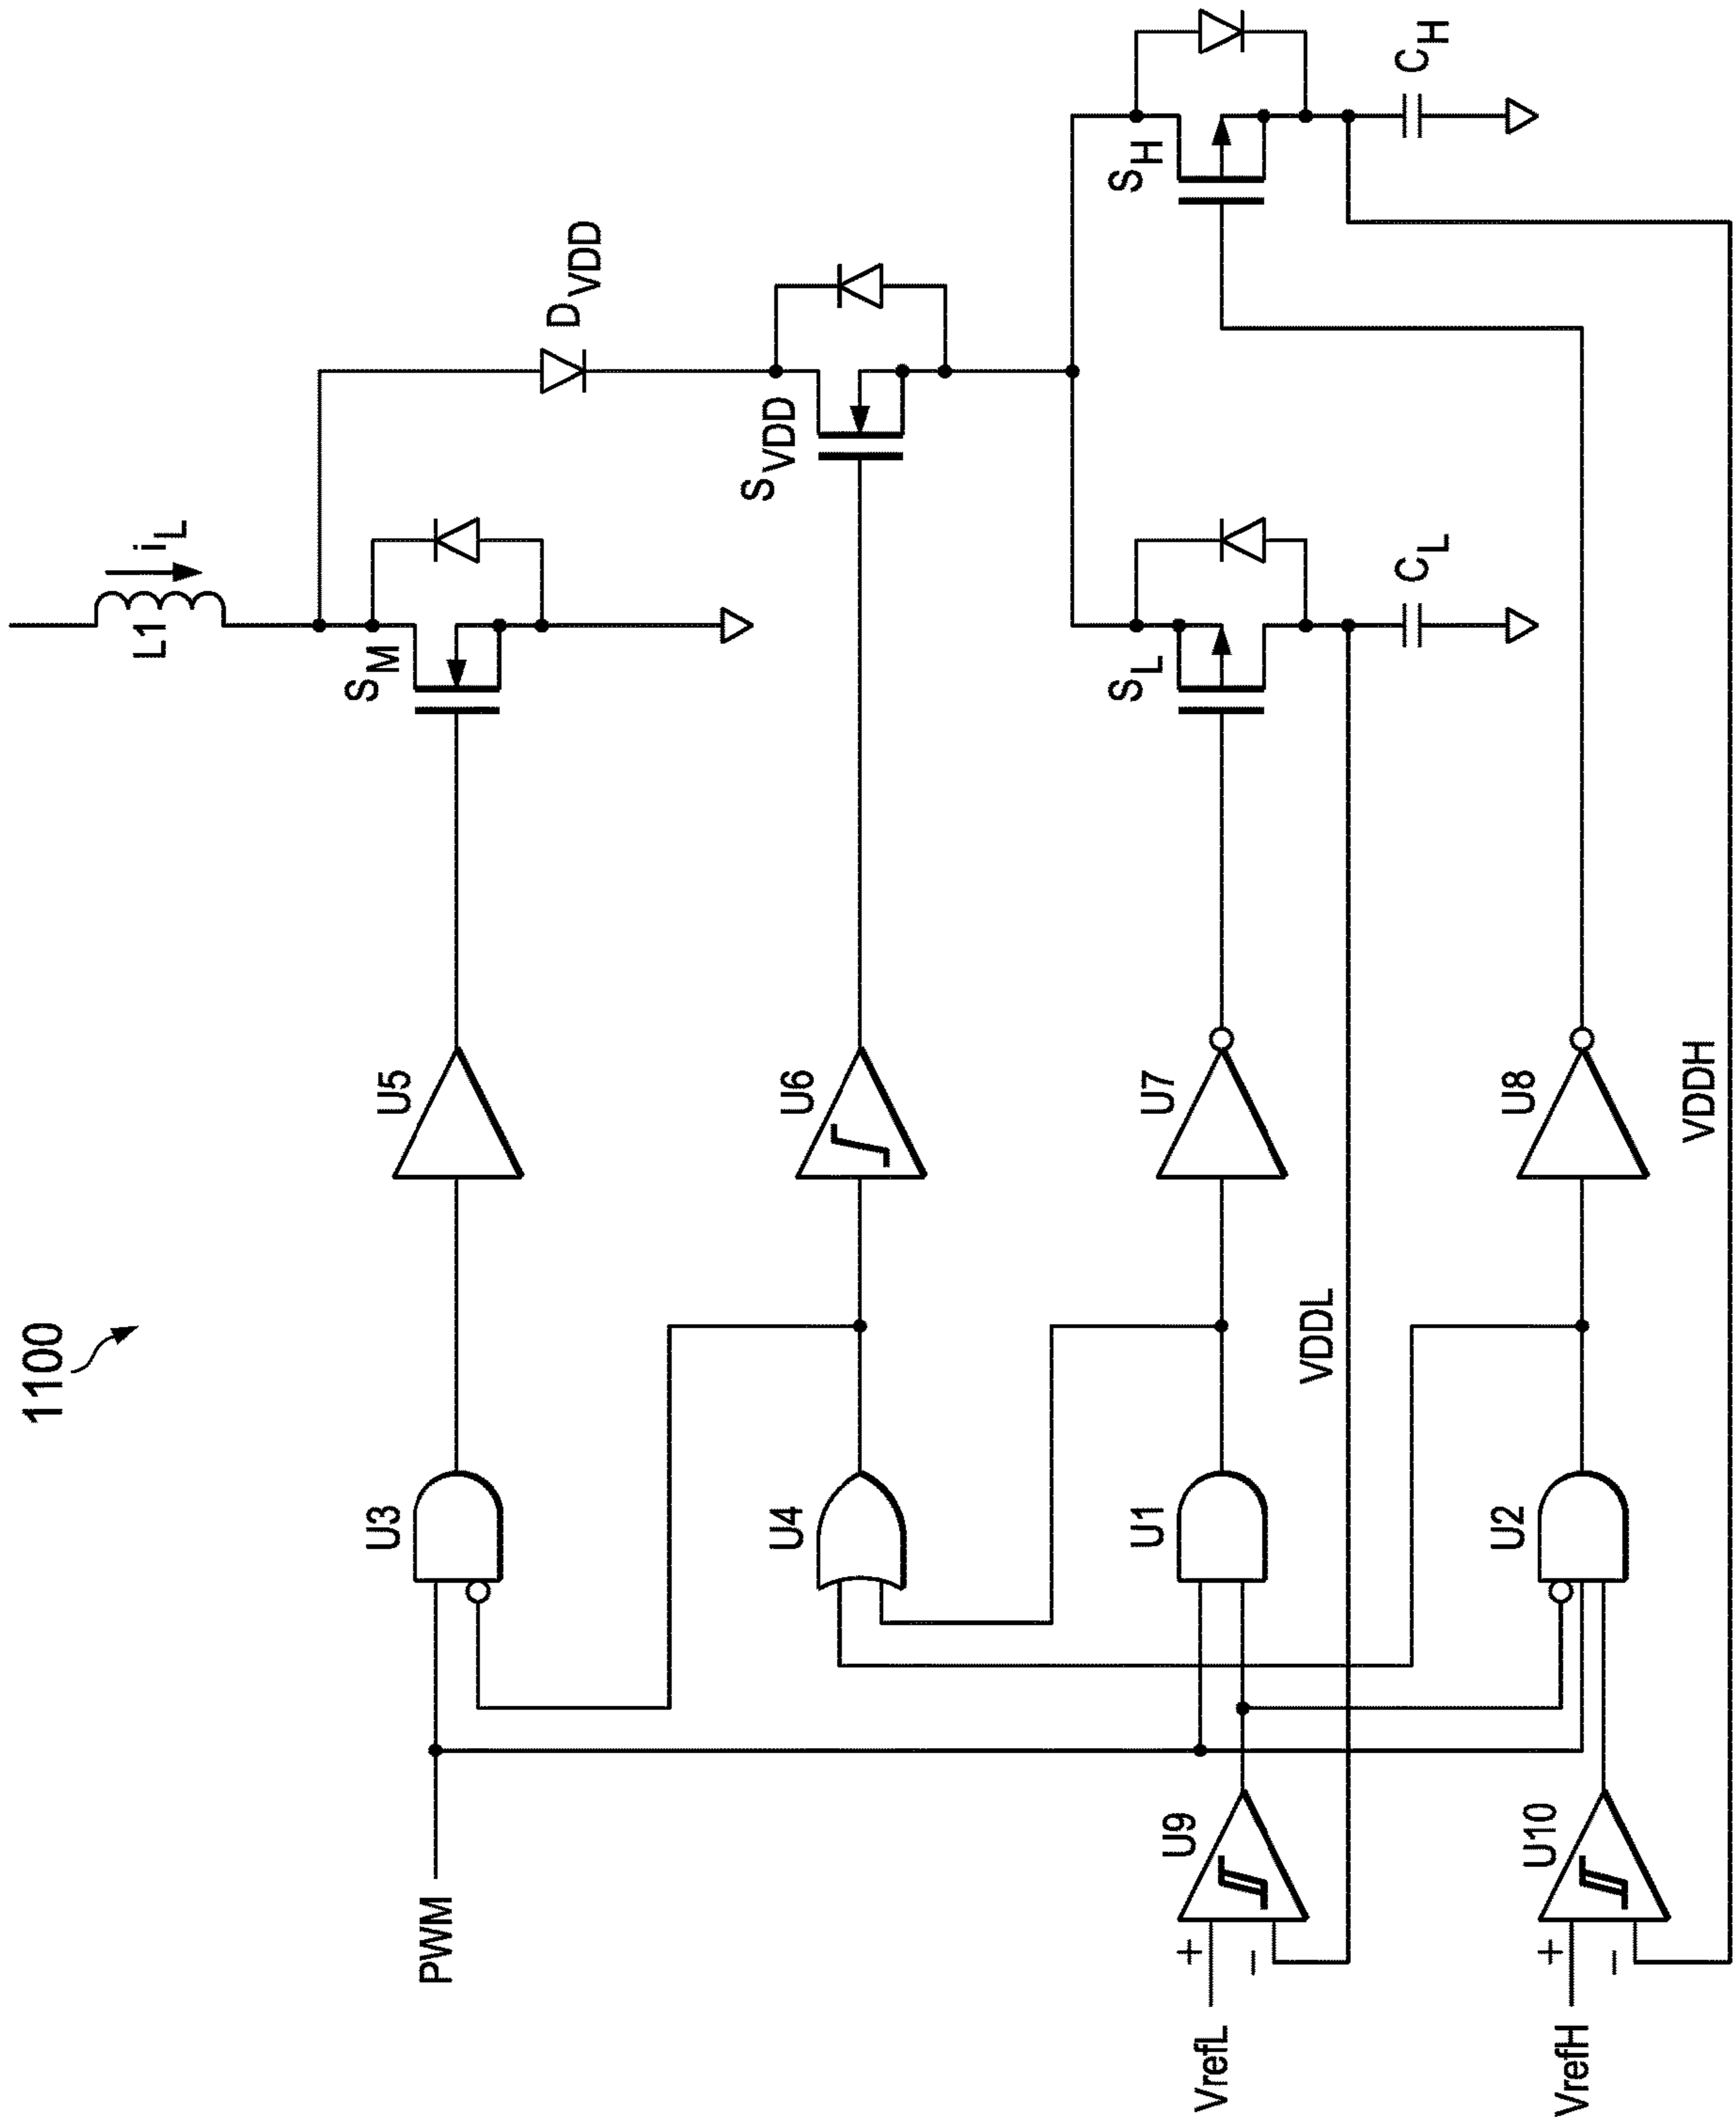 1100
L1
iL
SM
DVDD
SVDD
SL
SH
CL
CH
U5
U6
U7
U8
VDDL
VDDH
U3
U4
U1
U2
PWM
U9
U10
+
−
+
−
VrefL
VrefH